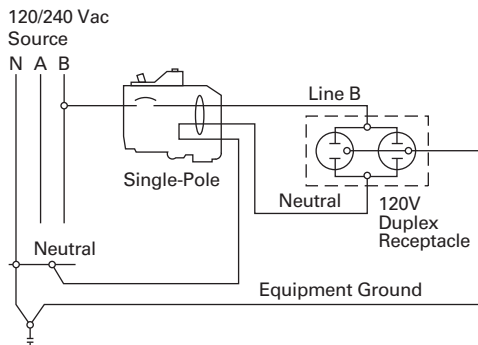 120/240 Vac
Source
N A B
Line B
Single-Pole
Neutral
120V
Duplex
Receptacle
Neutral
Equipment Ground